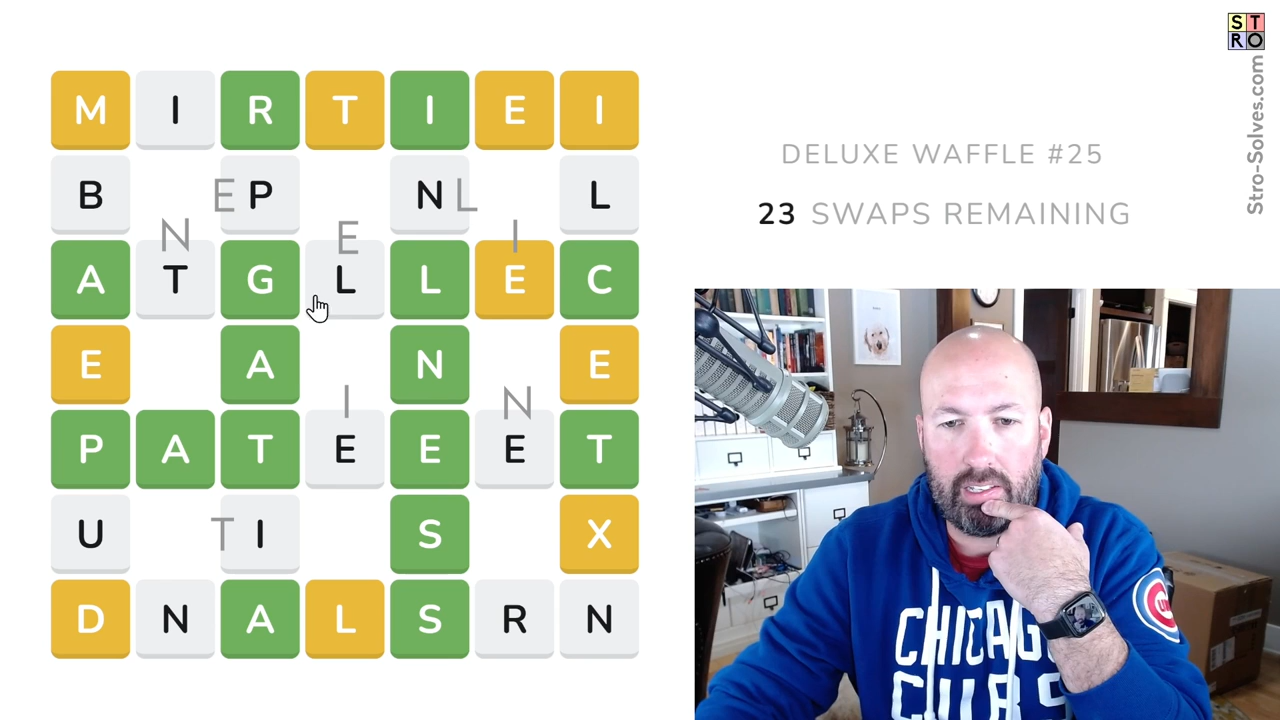 S T
R O
Stro-Solves.com
M I R T I E I
B E P N L L
N E I
A T G L L E C
E A N E
I N
P A T E E E T
U T I S X
D N A L S R N
DELUXE WAFFLE #25
23 SWAPS REMAINING
CHICAGO
CUBS